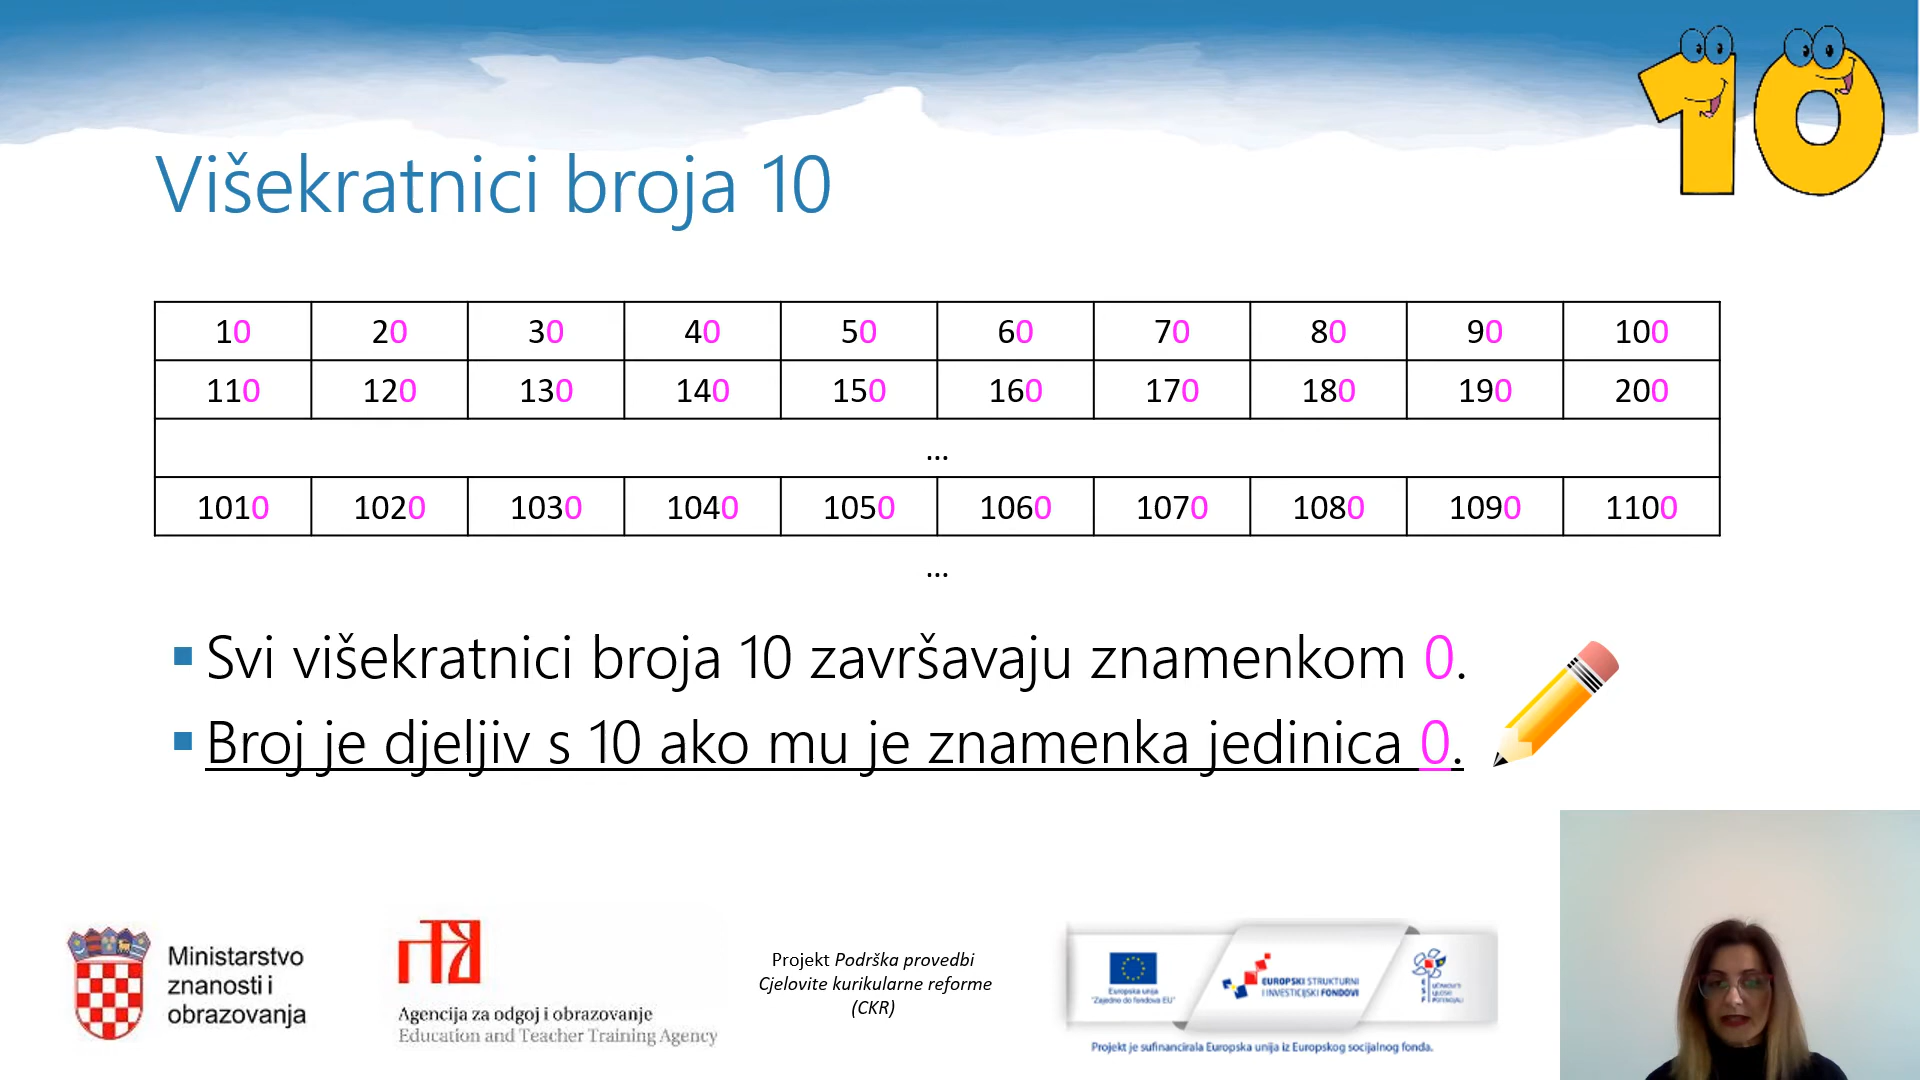 10
Višekratnici broja 10
10 20 30 40 50 60 70 80 90 100
110 120 130 140 150 160 170 180 190 200
...
1010 1020 1030 1040 1050 1060 1070 1080 1090 1100
...
Svi višekratnici broja 10 završavaju znamenkom 0.
Broj je djeljiv s 10 ako mu je znamenka jedinica 0.
Ministarstvo
znanosti i
obrazovanja
Agencija za odgoj i obrazovanje
Education and Teacher Training Agency
Projekt Podrška provedbi
Cjelovite kurikularne reforme
(CKR)
Europska unija
"Zajedno do fondova EU"
EUROPSKI STRUKTURNI
I INVESTICIJSKI FONDOVI
Projekt je sufinancirala Europska unija iz Europskog socijalnog fonda.